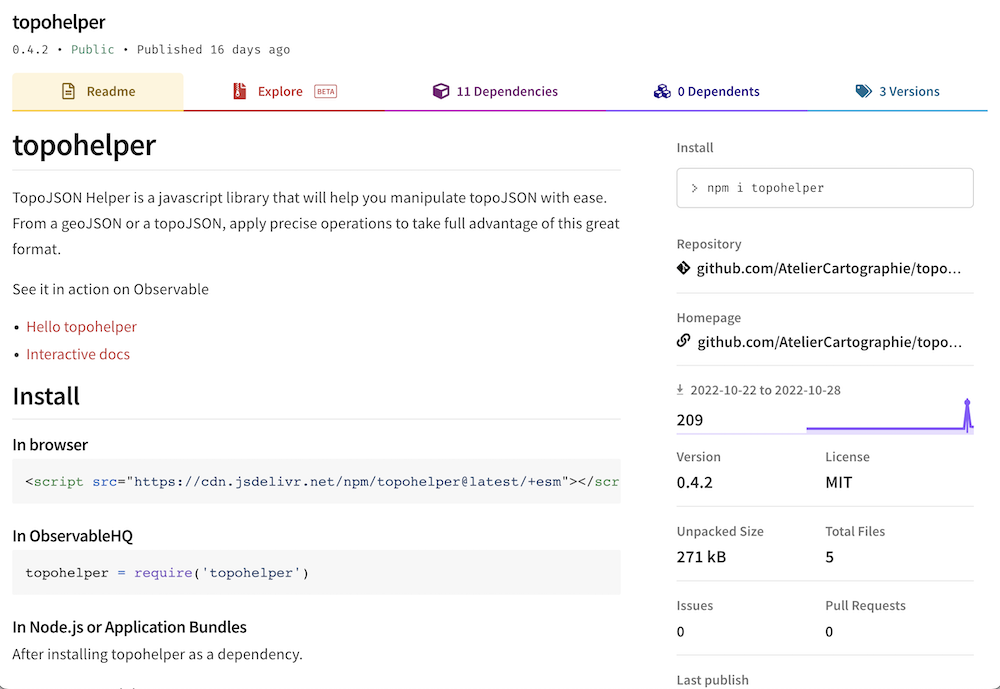 topohelper
0.4.2 • Public • Published 16 days ago
Readme
Explore BETA
11 Dependencies
0 Dependents
3 Versions
topohelper
TopoJSON Helper is a javascript library that will help you manipulate topoJSON with ease.
From a geoJSON or a topoJSON, apply precise operations to take full advantage of this great
format.
See it in action on Observable
• Hello topohelper
• Interactive docs
Install
In browser
<script src="https://cdn.jsdelivr.net/npm/topohelper@latest/+esm"></scr
In ObservableHQ
topohelper = require('topohelper')
In Node.js or Application Bundles
After installing topohelper as a dependency.
Install
> npm i topohelper
Repository
github.com/AtelierCartographie/topo...
Homepage
github.com/AtelierCartographie/topo...
2022-10-22 to 2022-10-28
209
Version
License
0.4.2
MIT
Unpacked Size
Total Files
271 kB
5
Issues
Pull Requests
0
0
Last publish